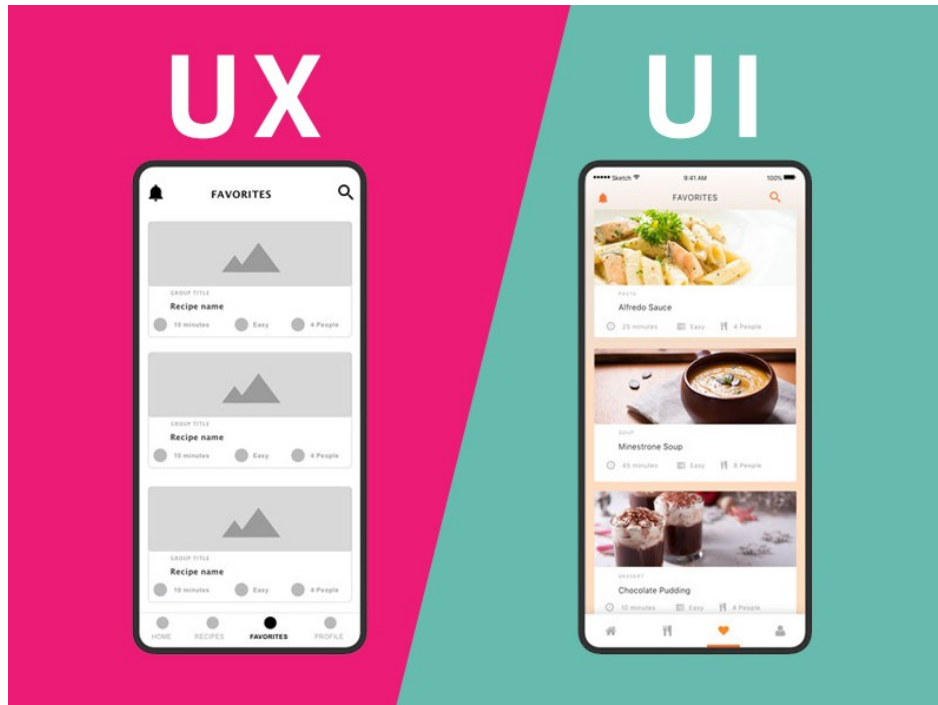 UX
FAVORITES
GROUP TITLE
Recipe name
10 minutes Easy 4 People
GROUP TITLE
Recipe name
10 minutes Easy 4 People
GROUP TITLE
Recipe name
10 minutes Easy 4 People
HOME RECIPES FAVORITES PROFILE
UI
Sketch 9:41 AM 100%
FAVORITES
PASTA
Alfredo Sauce
25 minutes Easy 4 People
SOUP
Minestrone Soup
45 minutes Easy 8 People
DESSERT
Chocolate Pudding
10 minutes Easy 4 People